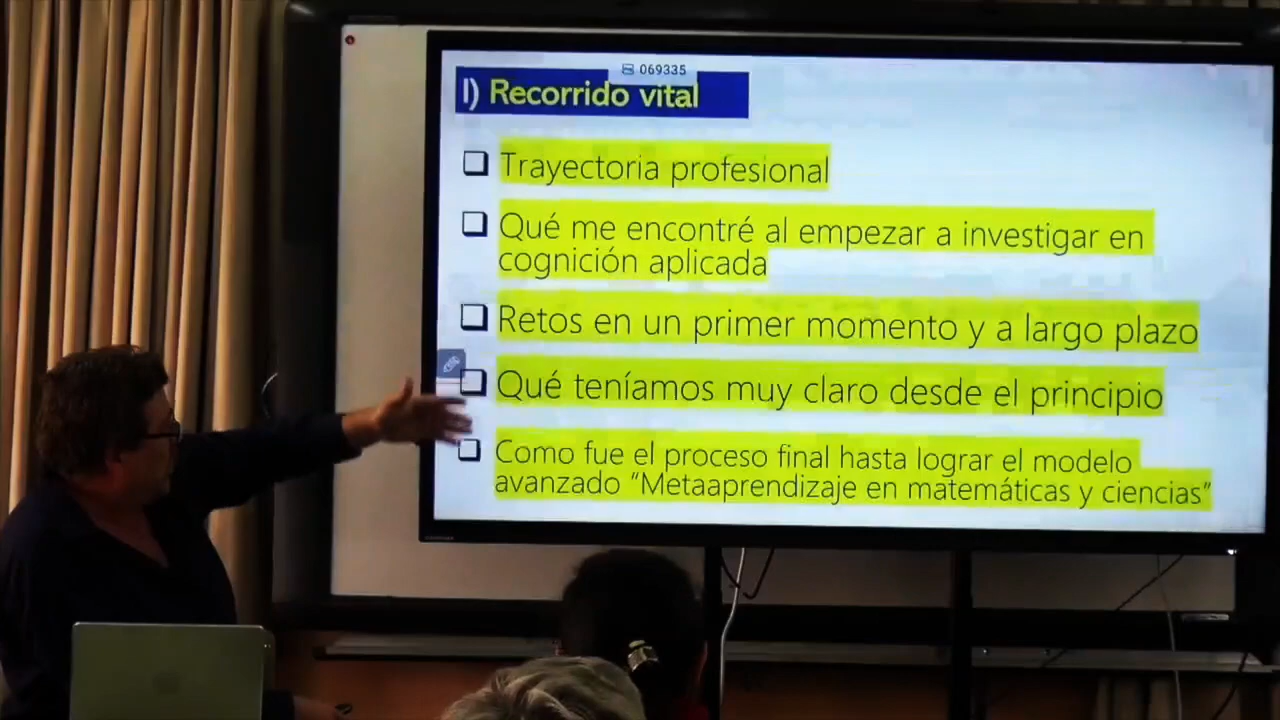 069335
I) Recorrido vital
❑ Trayectoria profesional
❑ Qué me encontré al empezar a investigar en
cognición aplicada
❑ Retos en un primer momento y a largo plazo
❑ Qué teníamos muy claro desde el principio
❑ Como fue el proceso final hasta lograr el modelo
avanzado “Metaaprendizaje en matemáticas y ciencias”